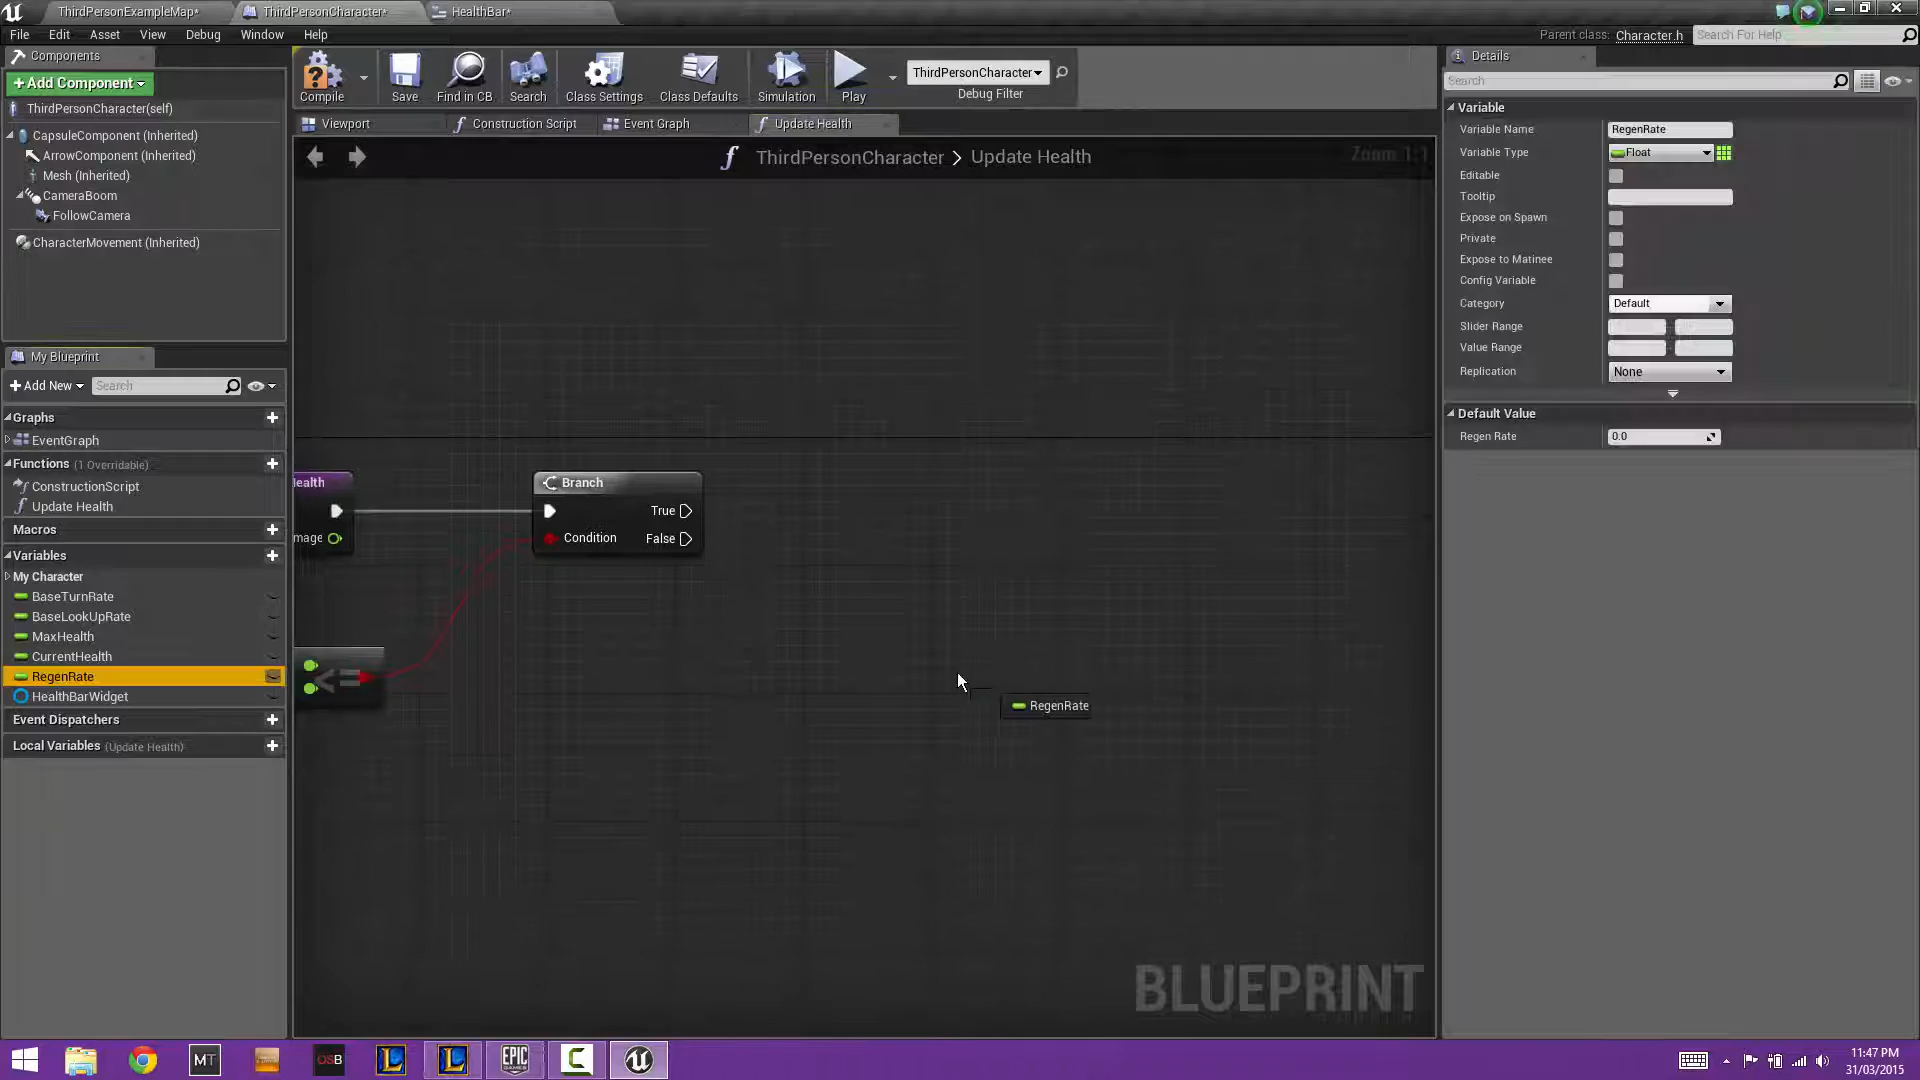 ThirdPersonExampleMap*
ThirdPersonCharacter*
HealthBar*
File
Edit
Asset
View
Debug
Window
Help
Parent class:
Character.h
Search For Help
Components
+Add Component
ThirdPersonCharacter(self)
CapsuleComponent (Inherited)
ArrowComponent (Inherited)
Mesh (Inherited)
CameraBoom
FollowCamera
CharacterMovement (Inherited)
Compile
Save
Find in CB
Search
Class Settings
Class Defaults
Simulation
Play
ThirdPersonCharacter
Debug Filter
Viewport
Construction Script
Event Graph
Update Health
ThirdPersonCharacter > Update Health
Zoom 1:1
ealth
mage
Branch
True
Condition
False
<=
RegenRate
BLUEPRINT
My Blueprint
+Add New
Search
Graphs
EventGraph
Functions (1 Overridable)
ConstructionScript
Update Health
Macros
Variables
My Character
BaseTurnRate
BaseLookUpRate
MaxHealth
CurrentHealth
RegenRate
HealthBarWidget
Event Dispatchers
Local Variables (Update Health)
Details
Search
Variable
Variable Name
RegenRate
Variable Type
Float
Editable
Tooltip
Expose on Spawn
Private
Expose to Matinee
Config Variable
Category
Default
Slider Range
Value Range
Replication
None
Default Value
Regen Rate
0.0
MT
OSB
L
L
EPIC
GAMES
C
11:47 PM
31/03/2015